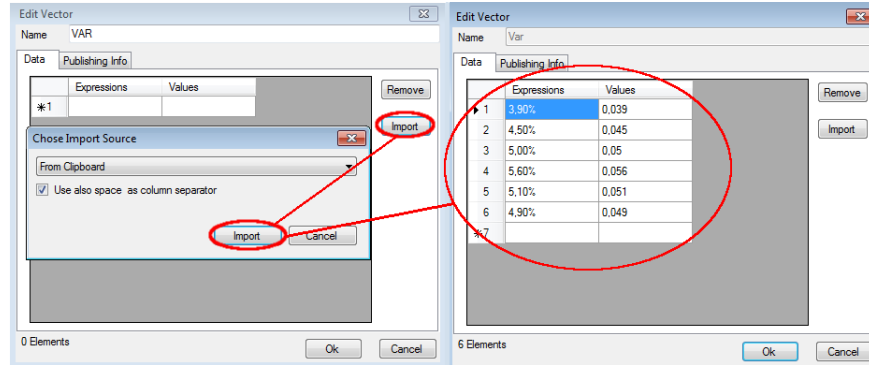 Edit Vector
Name VAR
Data Publishing Info
Expressions Values
*1
Remove
Import
Chose Import Source
From Clipboard
Use also space as column separator
Import Cancel
0 Elements
Ok Cancel
Edit Vector
Name Var
Data Publishing Info
Expressions Values
1 3,90% 0,039
2 4,50% 0,045
3 5,00% 0,05
4 5,60% 0,056
5 5,10% 0,051
6 4,90% 0,049
*7
Remove
Import
6 Elements
Ok Cancel